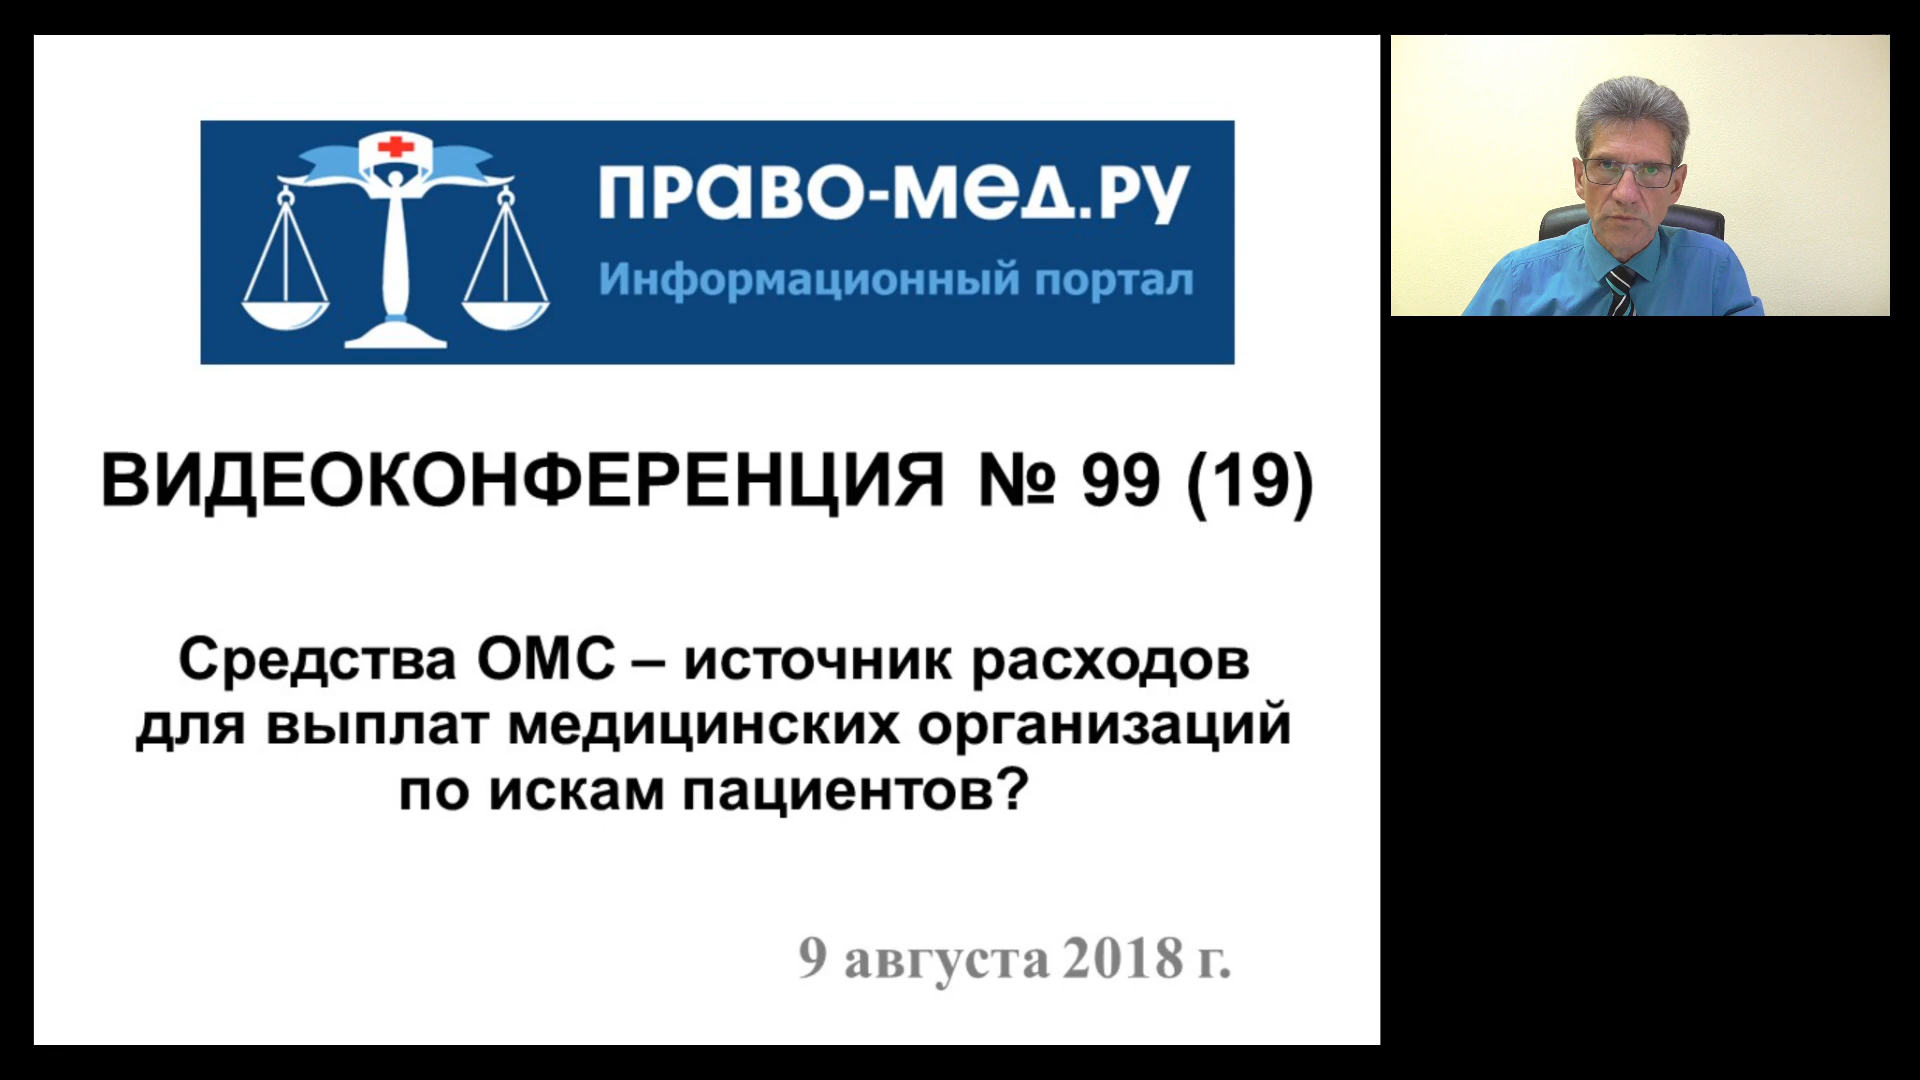 ПРАВО-МЕД.РУ
Информационный портал
ВИДЕОКОНФЕРЕНЦИЯ № 99 (19)
Средства ОМС – источник расходов
для выплат медицинских организаций
по искам пациентов?
9 августа 2018 г.